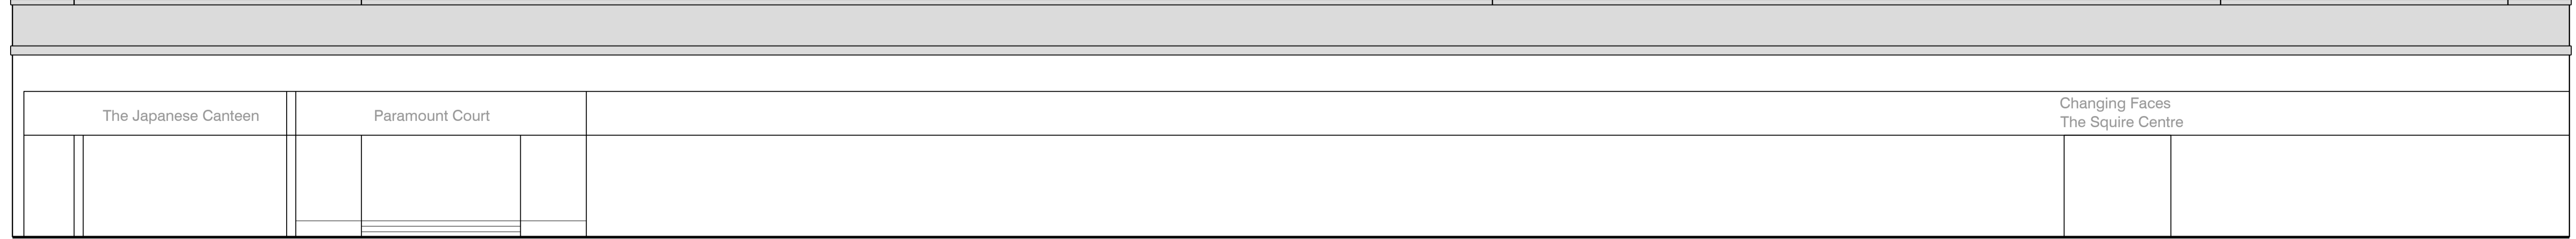 The Japanese Canteen
Paramount Court
Changing Faces
The Squire Centre